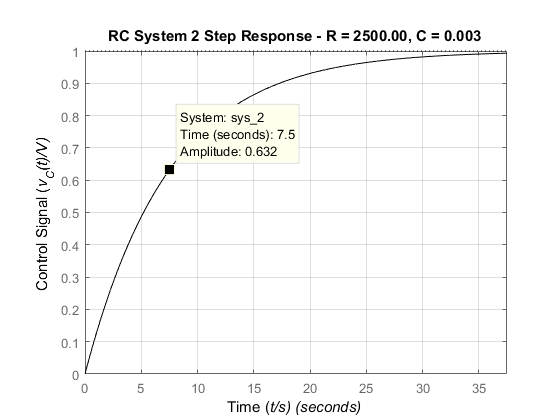 RC System 2 Step Response - R = 2500.00, C = 0.003
1
0.9
0.8
0.7
0.6
0.5
0.4
0.3
0.2
0.1
0
Control Signal (v_C(t)/V)
System: sys_2
Time (seconds): 7.5
Amplitude: 0.632
0 5 10 15 20 25 30 35
Time (t/s) (seconds)